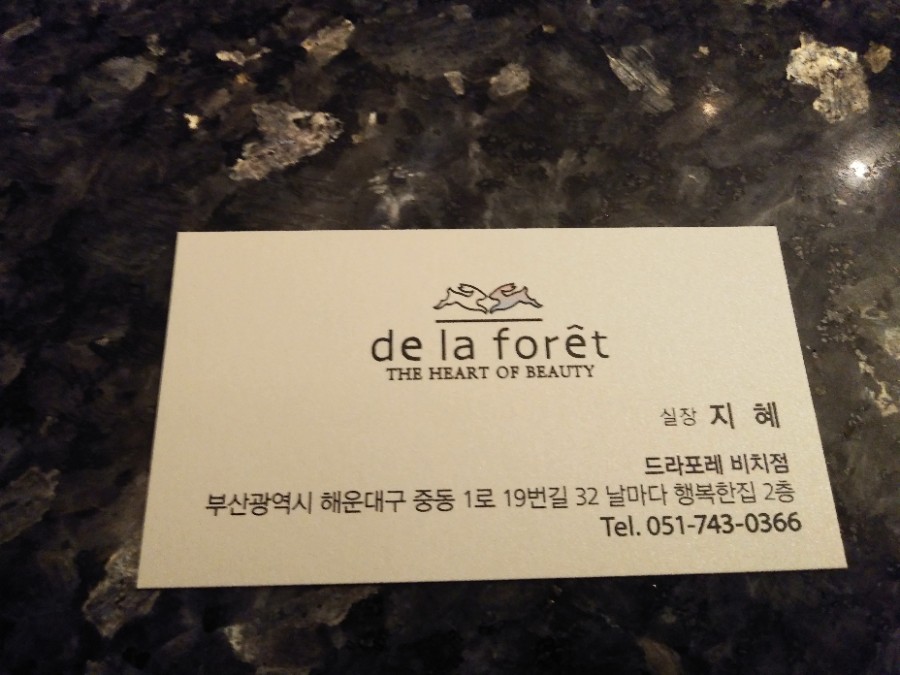 de la forêt
THE HEART OF BEAUTY
실장 지 혜
드라포레 비치점
부산광역시 해운대구 중동 1로 19번길 32 날마다 행복한집 2층
Tel. 051-743-0366